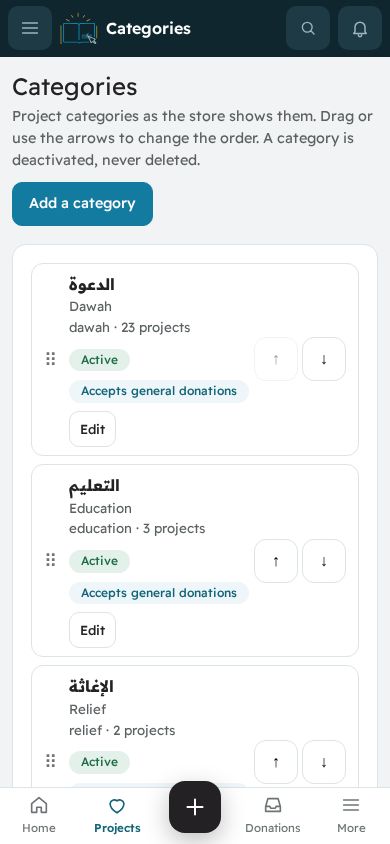 Categories
Categories
Project categories as the store shows them. Drag or
use the arrows to change the order. A category is
deactivated, never deleted.
Add a category
الدعوة
Dawah
dawah · 23 projects
Active
Accepts general donations
Edit
↑ ↓
التعليم
Education
education · 3 projects
Active
Accepts general donations
Edit
↑ ↓
الإغاثة
Relief
relief · 2 projects
Active
↑ ↓
Home
Projects
Donations
More